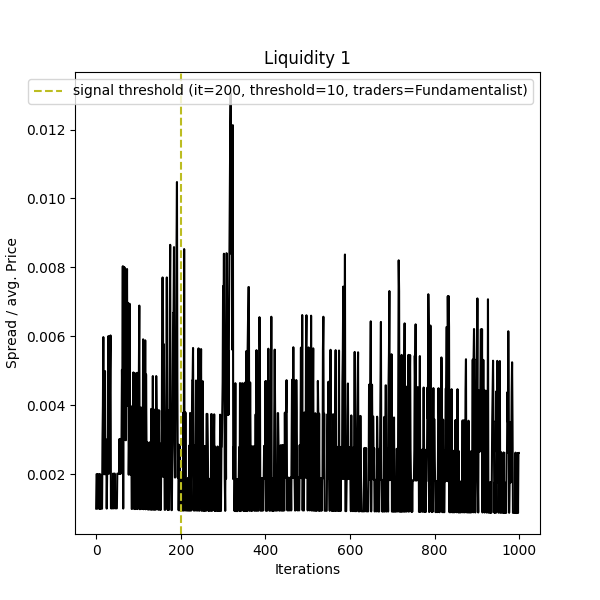 Liquidity 1
signal threshold (it=200, threshold=10, traders=Fundamentalist)
0.012
0.010
0.008
0.006
0.004
0.002
Spread / avg. Price
0 200 400 600 800 1000
Iterations